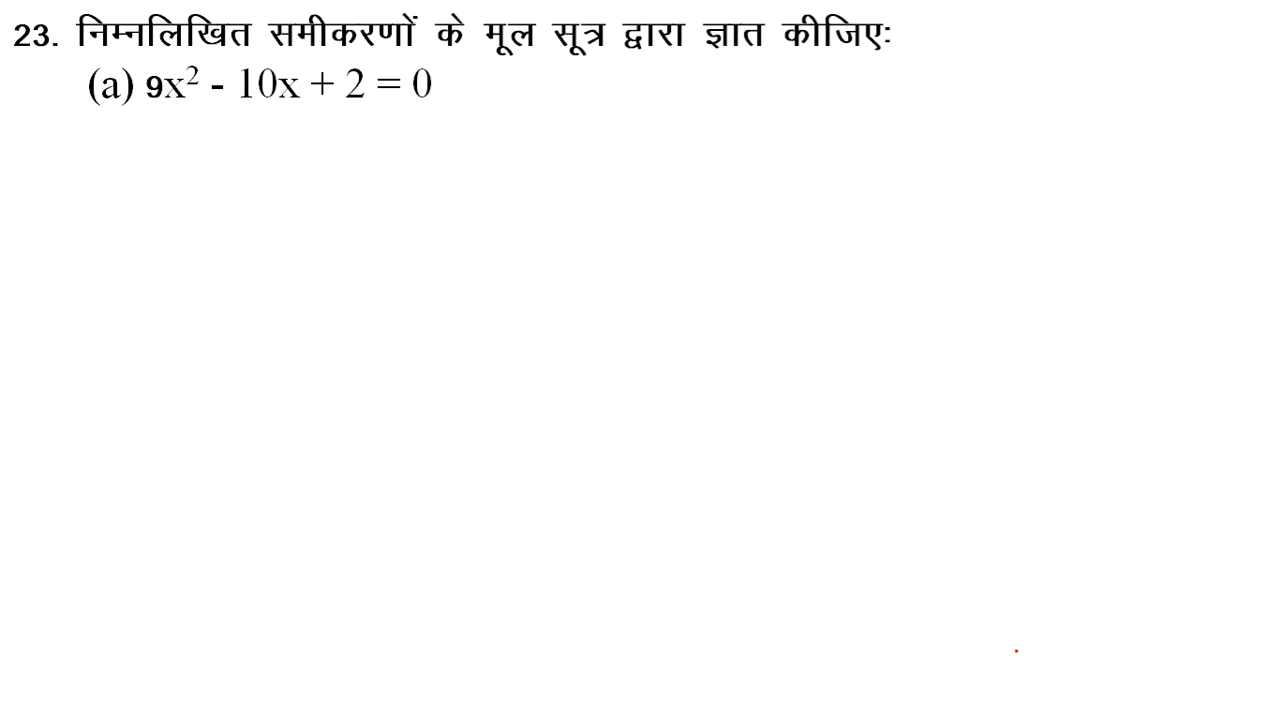 23. निम्नलिखित समीकरणों के मूल सूत्र द्वारा ज्ञात कीजिएः
(a) 9x² - 10x + 2 = 0